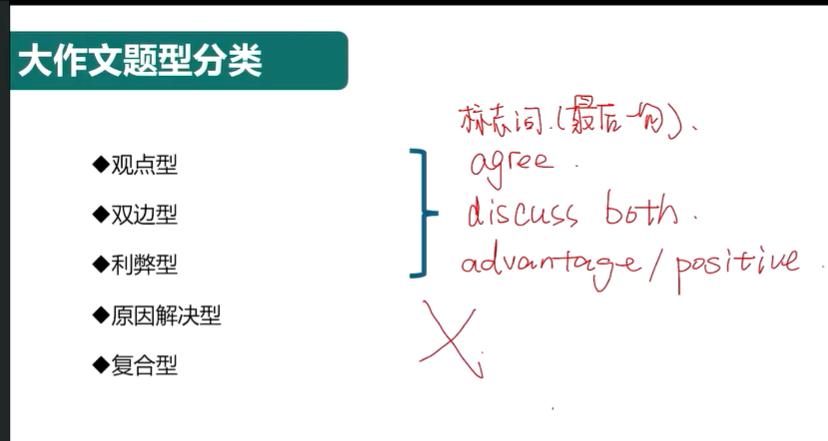 大作文题型分类
标志词.(最后一句).
◆观点型
agree.
◆双边型
discuss both.
◆利弊型
advantage/positive.
◆原因解决型
◆复合型